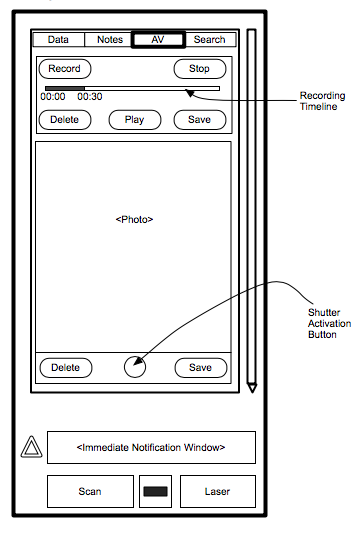 Data Notes AV Search
Record Stop
00:00 00:30
Recording
Timeline
Delete Play Save
<Photo>
Shutter
Activation
Button
Delete Save
<Immediate Notification Window>
Scan Laser